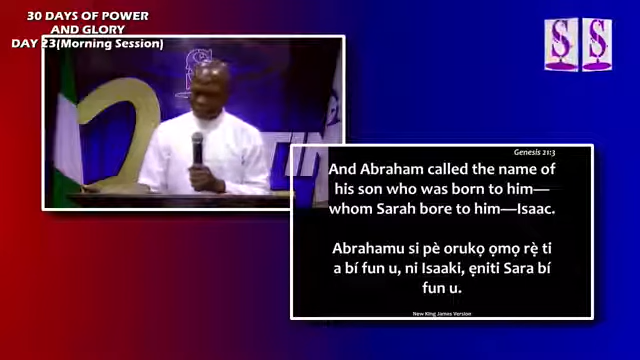 30 DAYS OF POWER
AND GLORY
DAY 23(Morning Session)
S S
Genesis 21:3
And Abraham called the name of
his son who was born to him—
whom Sarah bore to him—Isaac.
Abrahamu si pè orukọ ọmọ rẹ̀ ti
a bí fun u, ni Isaaki, ẹniti Sara bí
fun ụ.
New King James Version